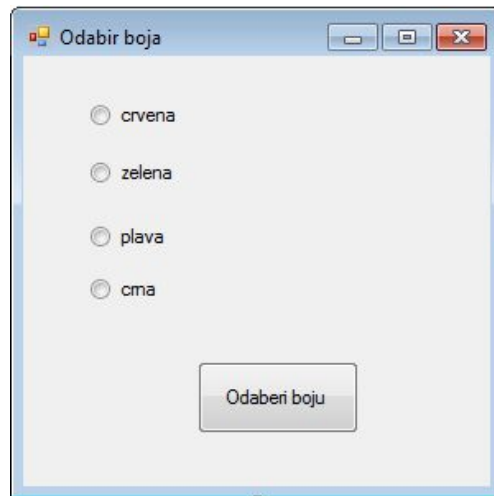 Odabir boja
crvena
zelena
plava
crna
Odaberi boju